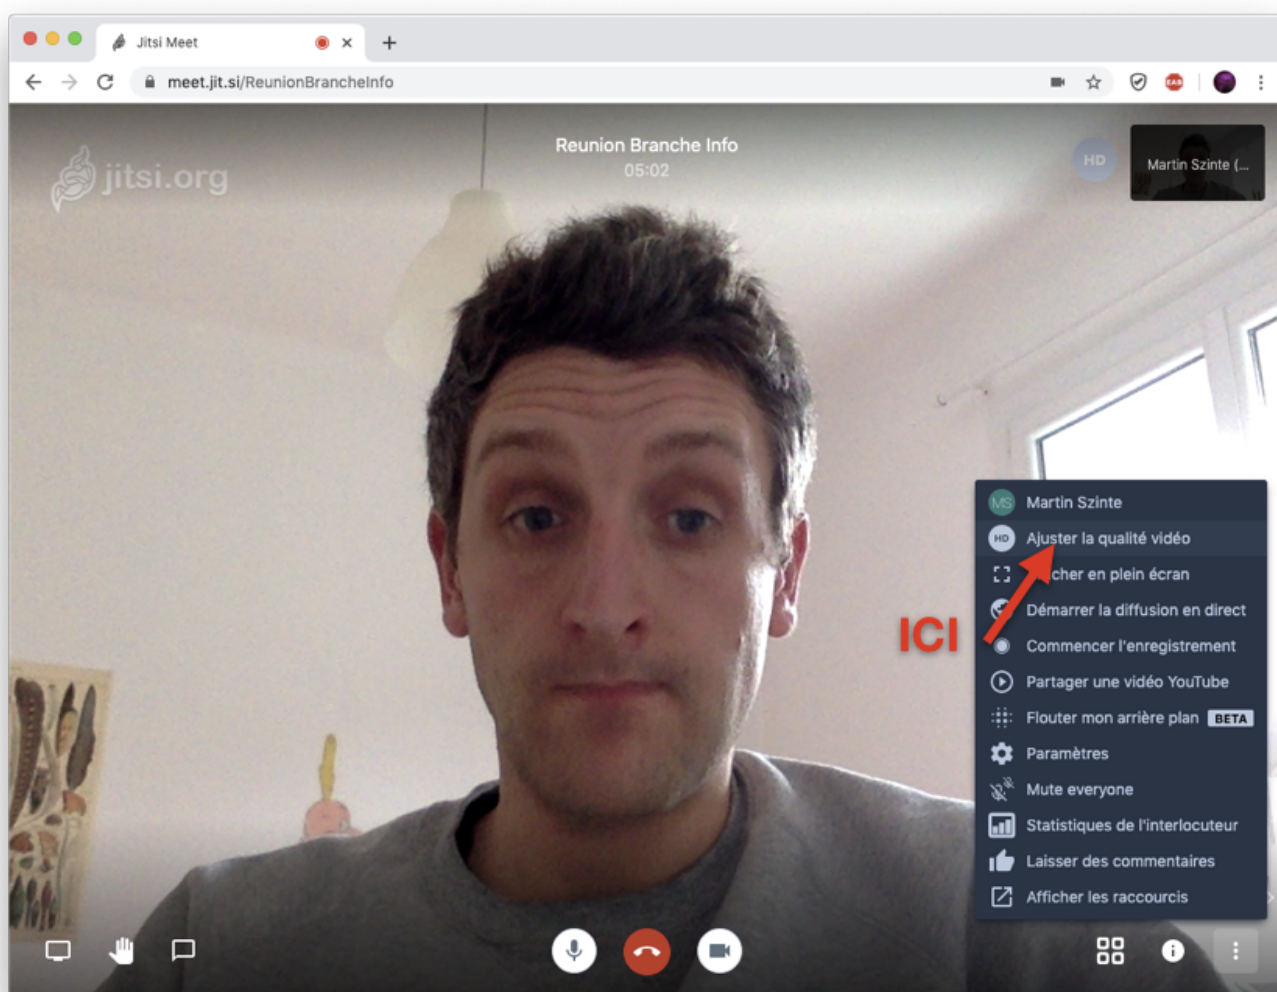 Jitsi Meet
meet.jit.si/ReunionBrancheInfo
jitsi.org
Reunion Branche Info
05:02
HD
Martin Szinte (...
MS Martin Szinte
HD Ajuster la qualité vidéo
cher en plein écran
Démarrer la diffusion en direct
ICI
Commencer l'enregistrement
Partager une vidéo YouTube
Flouter mon arrière plan BETA
Paramètres
Mute everyone
Statistiques de l'interlocuteur
Laisser des commentaires
Afficher les raccourcis